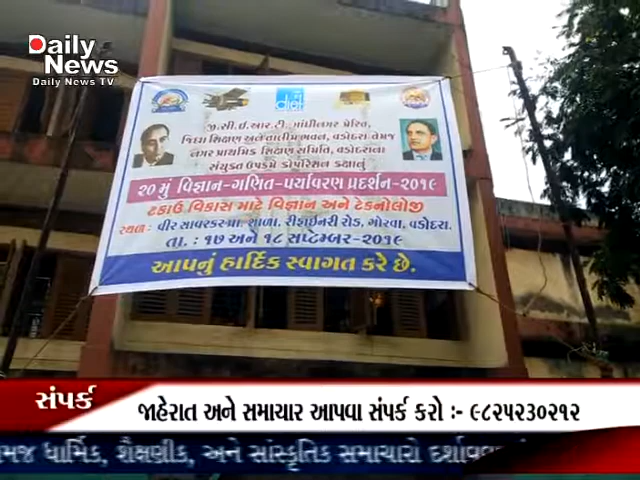 Daily
News
Daily News TV
જી.સી.ઈ.આર.ટી. ગાંધીનગર પ્રેરિત,
જિલ્લા શિક્ષણ અને તાલીમ ભવન, વડોદરા તેમજ
નગર પ્રાથમિક શિક્ષણ સમિતિ, વડોદરાના
સંયુક્ત ઉપક્રમે કોર્પોરેશન કક્ષાનું
૨૦ મું વિજ્ઞાન-ગણિત-પર્યાવરણ પ્રદર્શન-૨૦૧૯
ટકાઉ વિકાસ માટે વિજ્ઞાન અને ટેકનોલોજી
સ્થળ : વીર સાવરકર પ્રા. શાળા. રીફાઈનરી રોડ, ગોરવા, વડોદરા.
તા. : ૧૭ અને ૧૮ સપ્ટેમ્બર-૨૦૧૯
આપનું હાર્દિક સ્વાગત કરે છે.
સંપર્ક
જાહેરાત અને સમાચાર આપવા સંપર્ક કરો :- ૯૮૨૫૨૩૦૨૧૨
ધાર્મિક, શૈક્ષણીક, અને સાંસ્કૃતિક સમાચારો